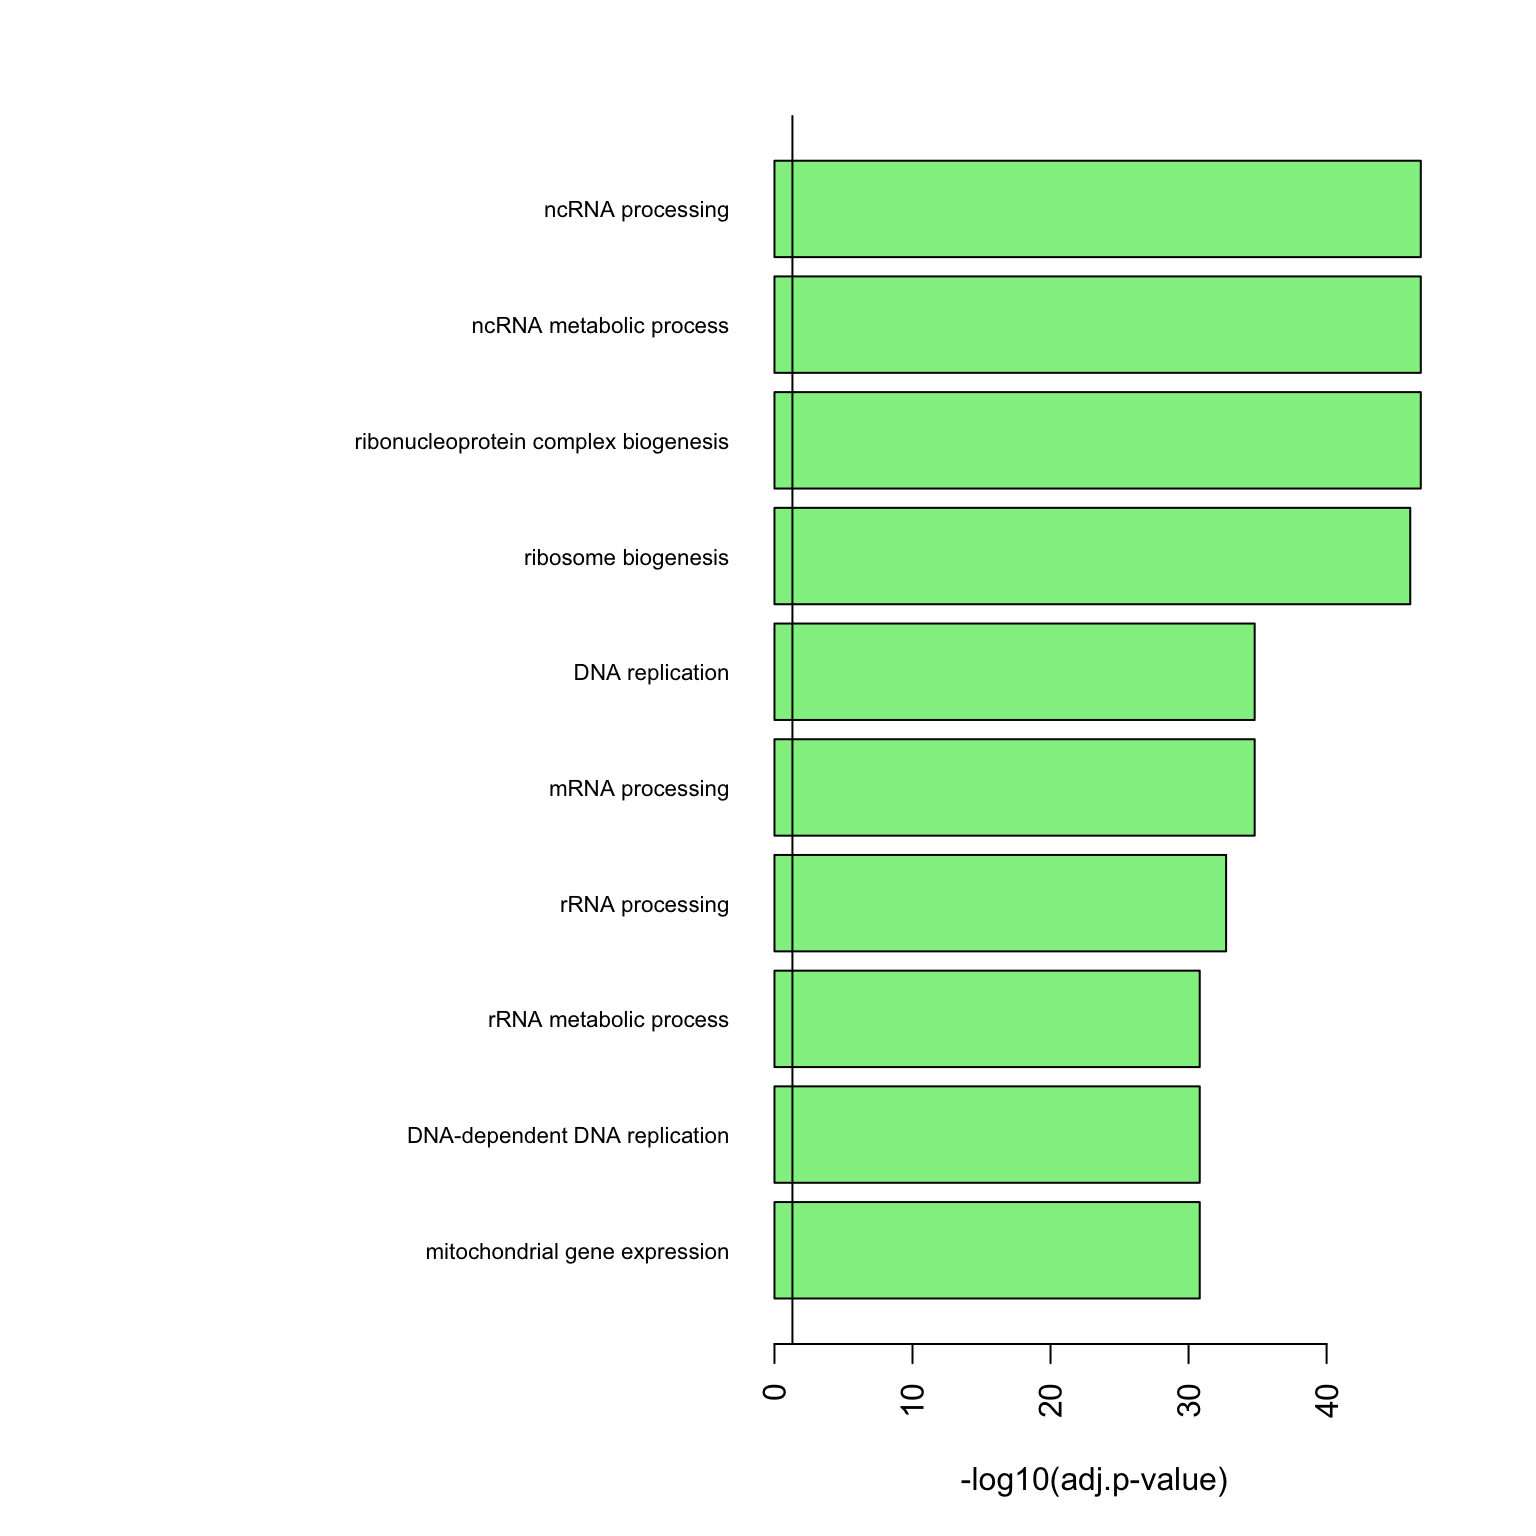 ncRNA processing
ncRNA metabolic process
ribonucleoprotein complex biogenesis
ribosome biogenesis
DNA replication
mRNA processing
rRNA processing
rRNA metabolic process
DNA-dependent DNA replication
mitochondrial gene expression
0 10 20 30 40
-log10(adj.p-value)